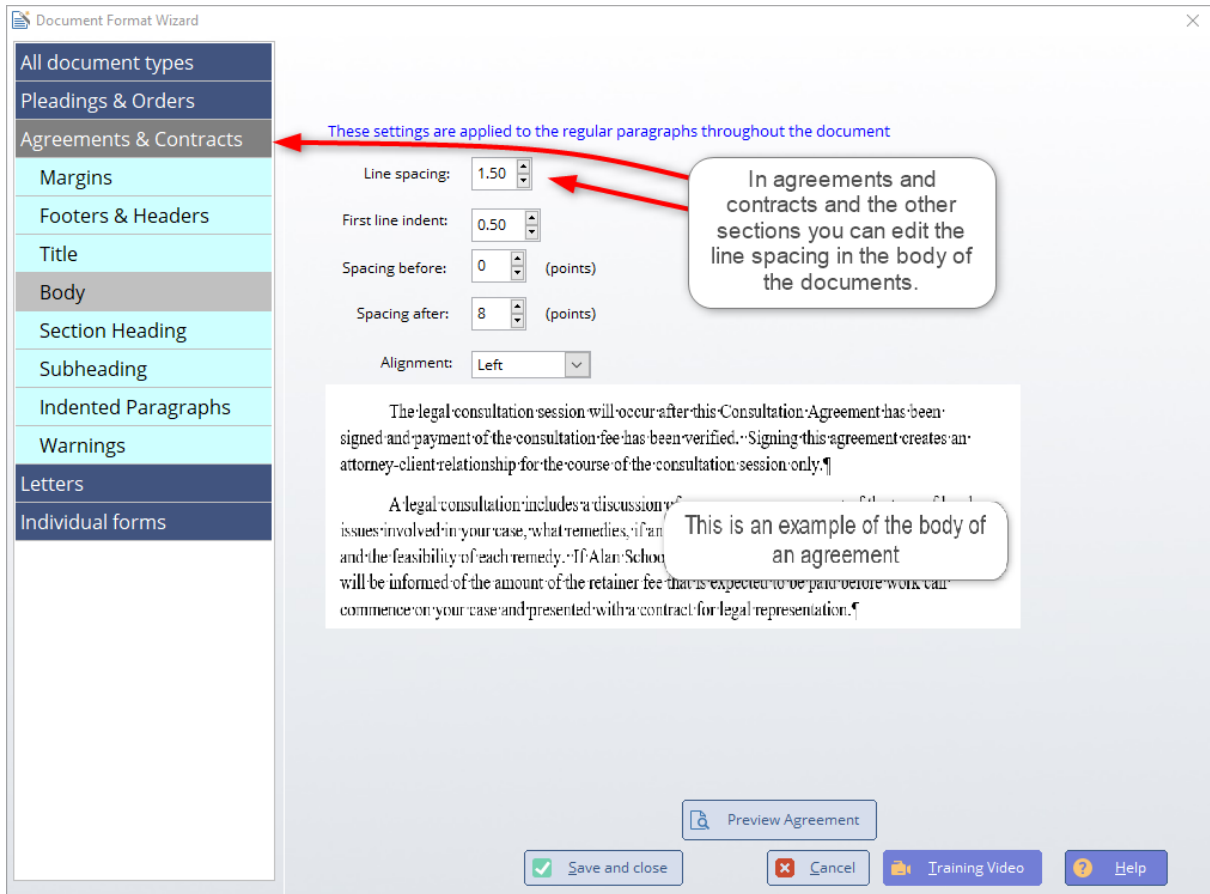 Document Format Wizard
All document types
Pleadings & Orders
Agreements & Contracts
Margins
Footers & Headers
Title
Body
Section Heading
Subheading
Indented Paragraphs
Warnings
Letters
Individual forms
These settings are applied to the regular paragraphs throughout the document
Line spacing: 1.50
First line indent: 0.50
Spacing before: 0 (points)
Spacing after: 8 (points)
Alignment: Left
In agreements and
contracts and the other
sections you can edit the
line spacing in the body of
the documents.
The·legal·consultation·session·will·occur·after·this·Consultation·Agreement·has·been·
signed·and·payment·of·the·consultation·fee·has·been·verified.··Signing·this·agreement·creates·an·
attorney-client·relationship·for·the·course·of·the·consultation·session·only.¶
A·legal·consultation·includes·a·discussion·
issues·involved·in·your·case,·what·remedies,·if
and·the·feasibility·of·each·remedy.··If·Alan·
will·be·informed·of·the·amount·of·the·retainer·fee·that·is·expected·to·be·paid·before·work·can·
commence·on·your·case·and·presented·with·a·contract·for·legal·representation.¶
This is an example of the body of
an agreement
Preview Agreement
Save and close
Cancel
Training Video
Help